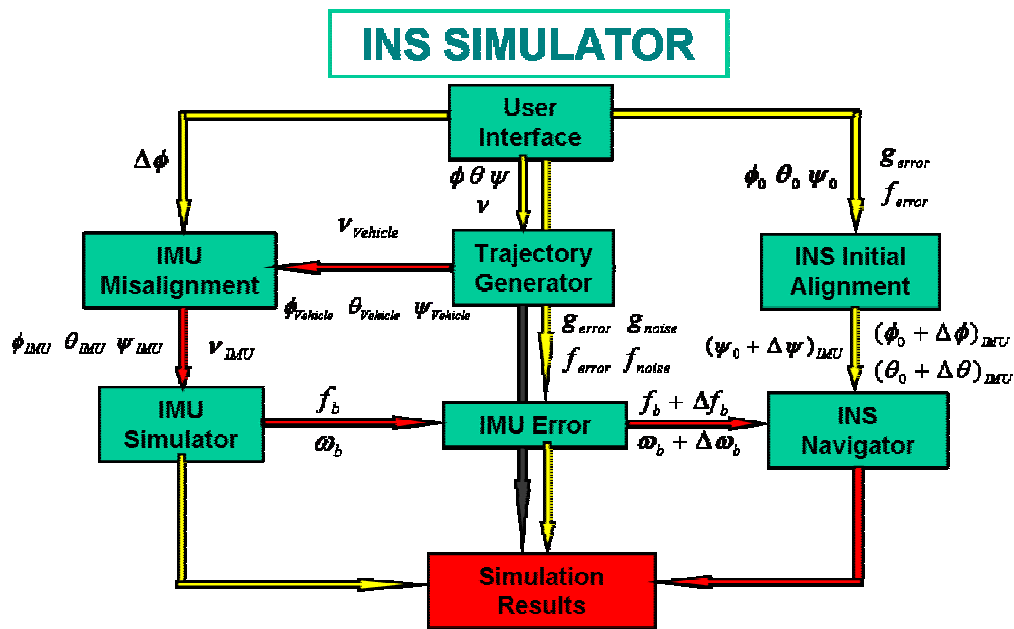 INS SIMULATOR
User
Interface
Δϕ
ϕ θ ψ
ν
ϕ₀ θ₀ ψ₀
g_error
f_error
ν_Vehicle
IMU
Misalignment
Trajectory
Generator
INS Initial
Alignment
ϕ_Vehicle θ_Vehicle ψ_Vehicle
g_error g_noise
f_error f_noise
ϕ_IMU θ_IMU ψ_IMU
ν_IMU
(ψ₀ + Δψ)_IMU
(ϕ₀ + Δϕ)_IMU
(θ₀ + Δθ)_IMU
IMU
Simulator
f_b
ω_b
IMU Error
f_b + Δf_b
ω_b + Δω_b
INS
Navigator
Simulation
Results